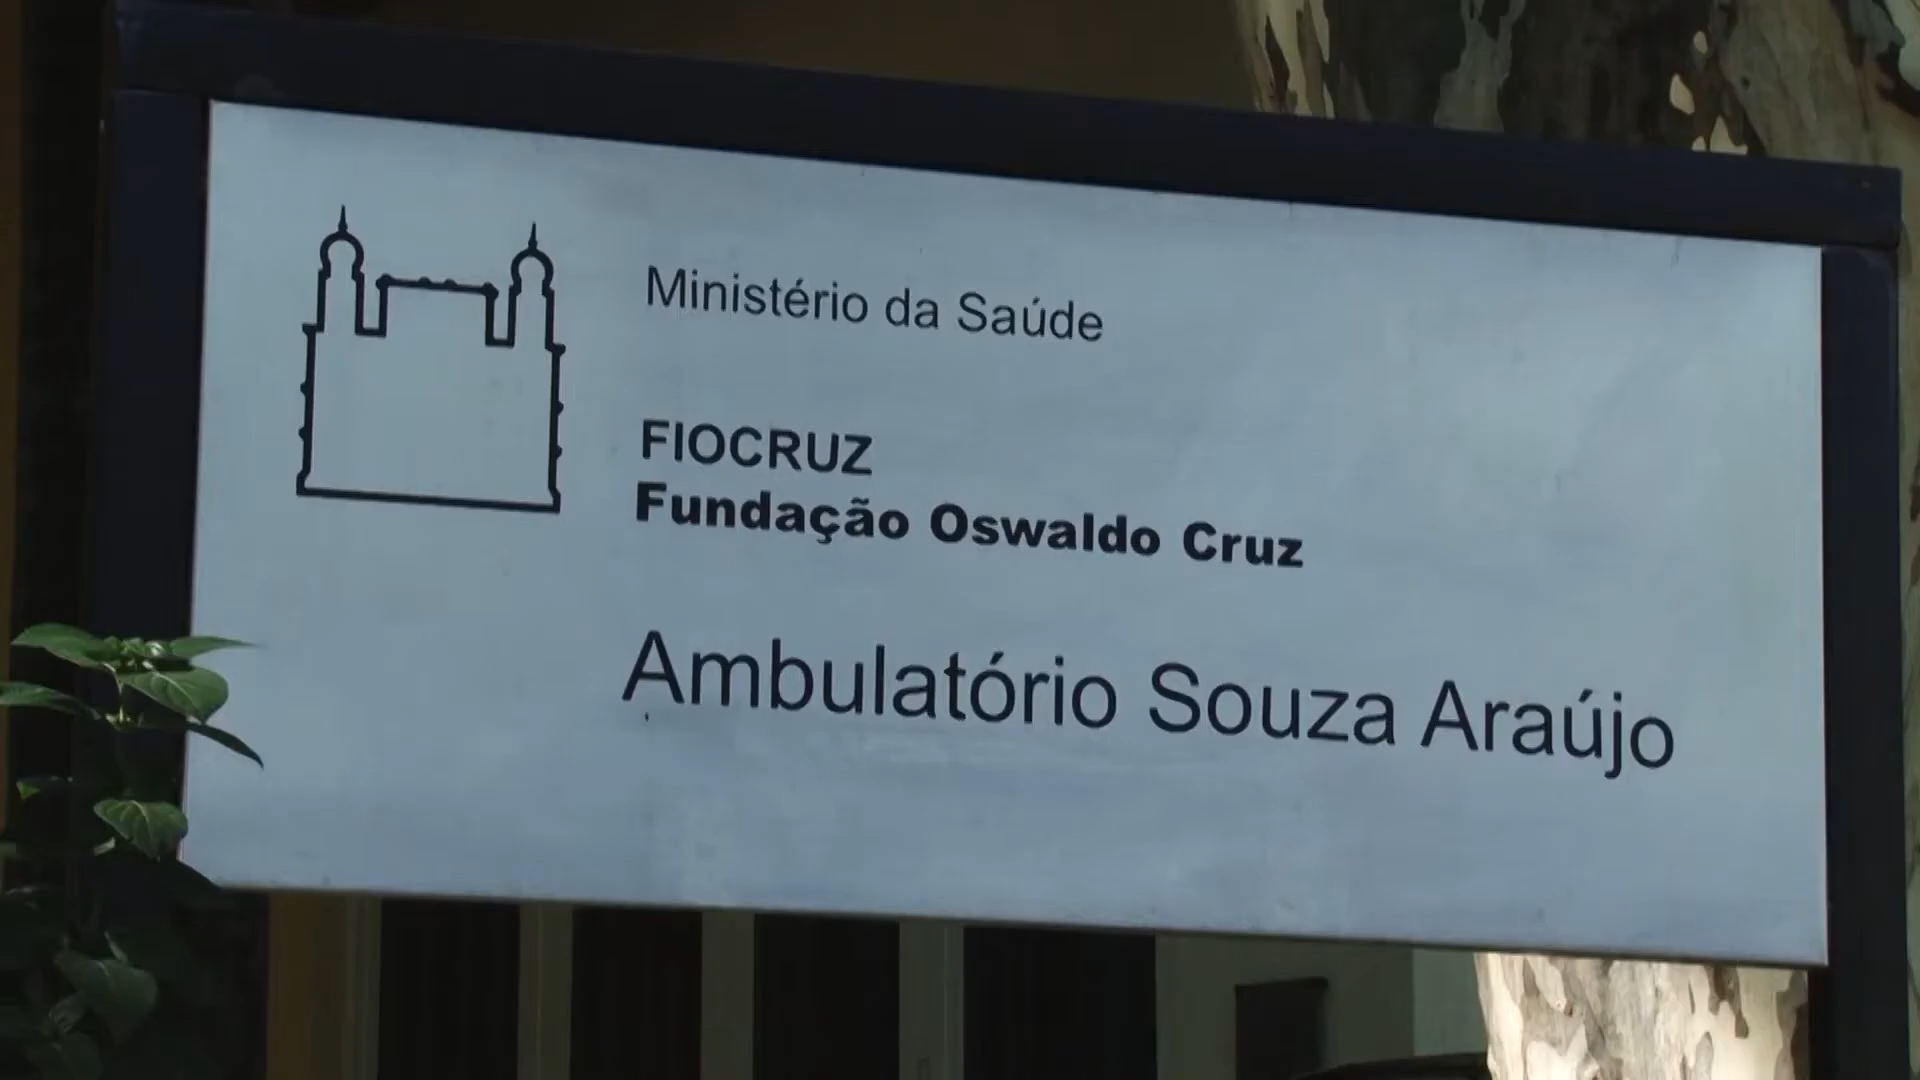 Ministério da Saúde
FIOCRUZ
Fundação Oswaldo Cruz
Ambulatório Souza Araújo